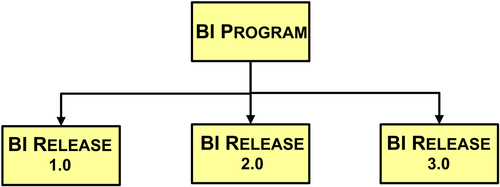 BI PROGRAM
BI RELEASE
1.0
BI RELEASE
2.0
BI RELEASE
3.0